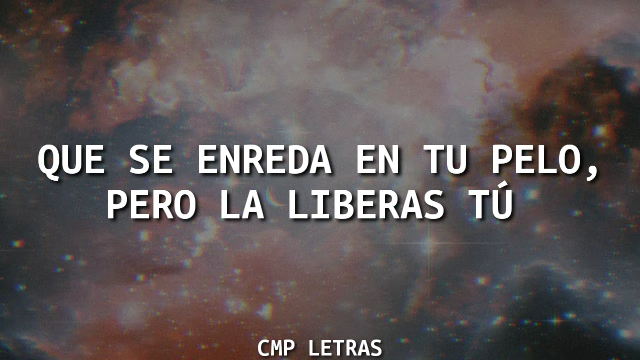 QUE SE ENREDA EN TU PELO,
PERO LA LIBERAS TÚ
CMP LETRAS